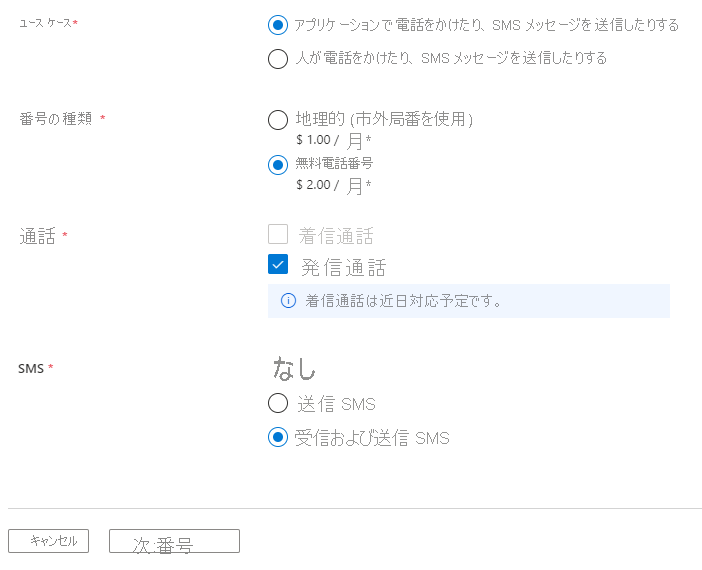 ユース ケース*
アプリケーションで電話をかけたり、SMS メッセージを送信したりする
人が電話をかけたり、SMS メッセージを送信したりする
番号の種類 *
地理的 (市外局番を使用)
$ 1.00 / 月*
無料電話番号
$ 2.00 / 月*
通話 *
着信通話
発信通話
着信通話は近日対応予定です。
SMS *
なし
送信 SMS
受信および送信 SMS
キャンセル
次:番号